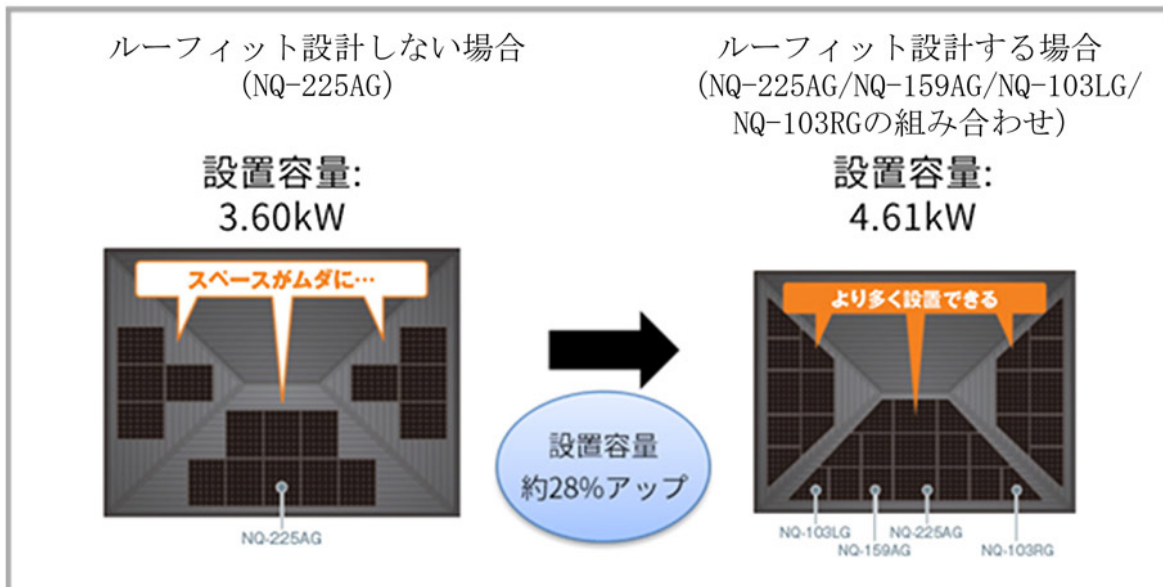 ルーフィット設計しない場合
(NQ-225AG)
設置容量:
3.60kW
スペースがムダに…
NQ-225AG
設置容量
約28%アップ
ルーフィット設計する場合
(NQ-225AG/NQ-159AG/NQ-103LG/
NQ-103RGの組み合わせ)
設置容量:
4.61kW
より多く設置できる
NQ-103LG
NQ-159AG
NQ-225AG
NQ-103RG